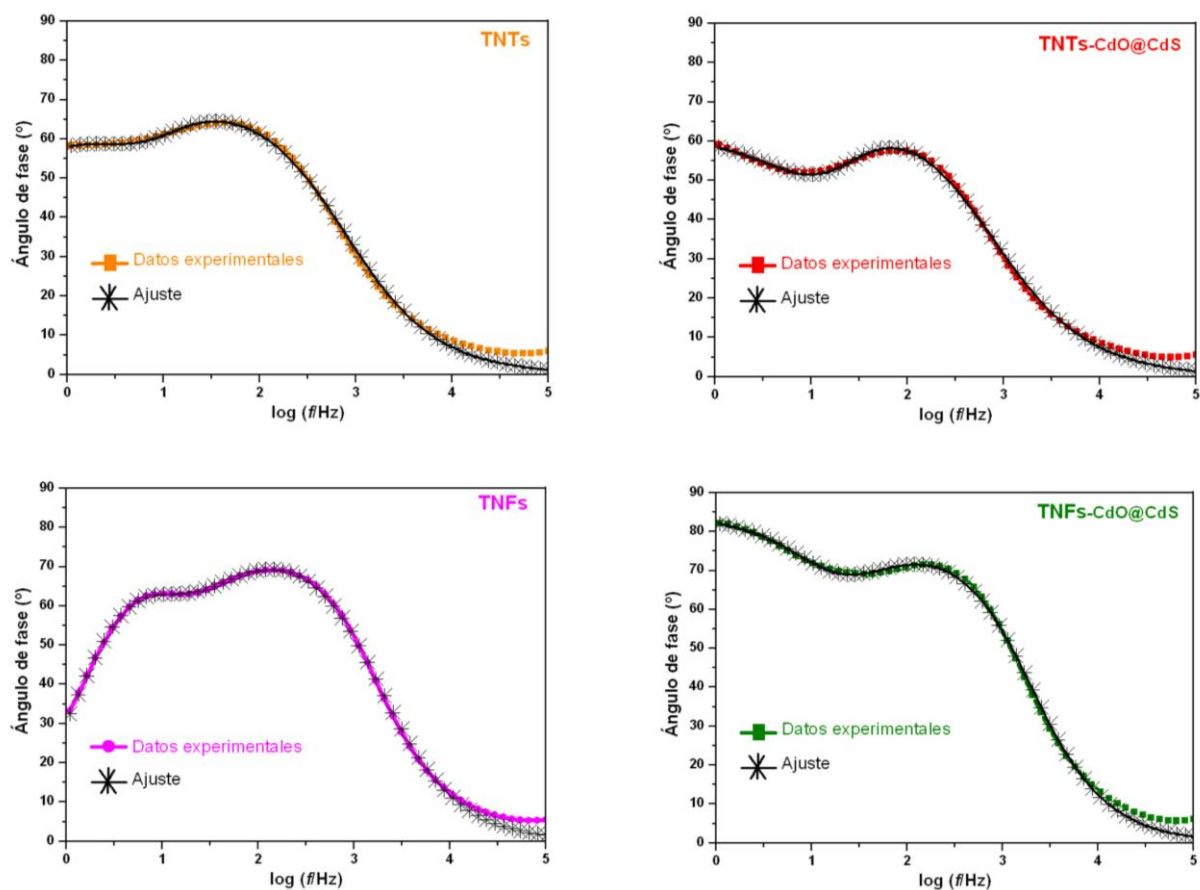 TNTs
Ángulo de fase (°)
90
80
70
60
50
40
30
20
10
0
Datos experimentales
Ajuste
0 1 2 3 4 5
log (f/Hz)
TNTs-CdO@CdS
Ángulo de fase (°)
90
80
70
60
50
40
30
20
10
0
Datos experimentales
Ajuste
0 1 2 3 4 5
log (f/Hz)
TNFs
Ángulo de fase (°)
90
80
70
60
50
40
30
20
10
0
Datos experimentales
Ajuste
0 1 2 3 4 5
log (f/Hz)
TNFs-CdO@CdS
Ángulo de fase (°)
90
80
70
60
50
40
30
20
10
0
Datos experimentales
Ajuste
0 1 2 3 4 5
log (f/Hz)